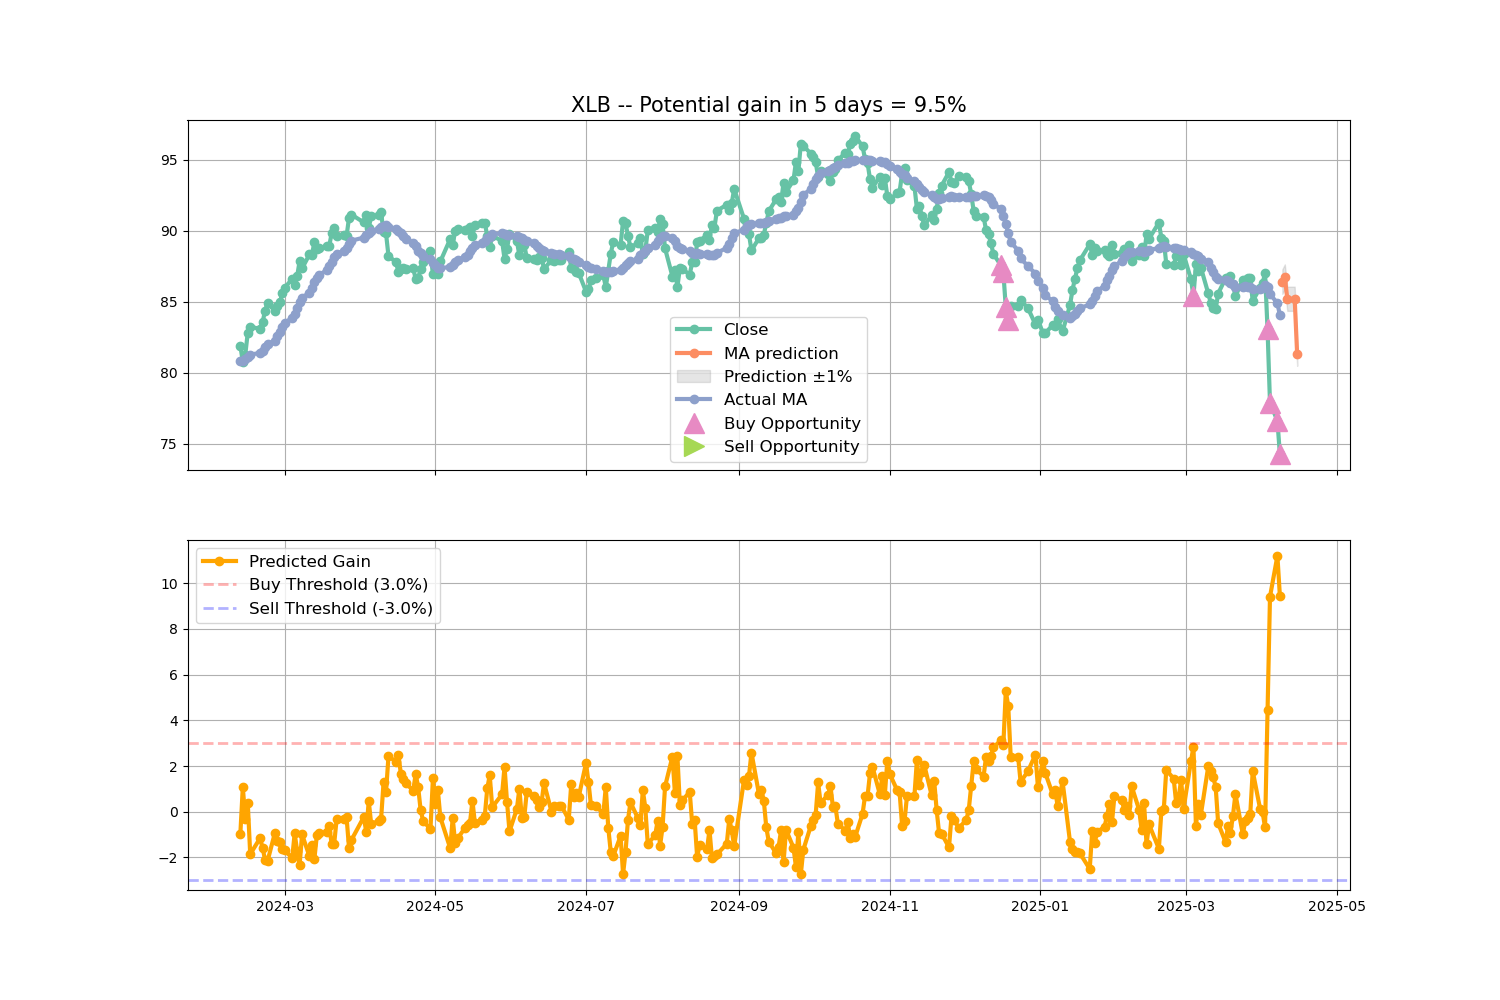 XLB -- Potential gain in 5 days = 9.5%
95
90
85
80
75
Close
MA prediction
Prediction ±1%
Actual MA
Buy Opportunity
Sell Opportunity
Predicted Gain
Buy Threshold (3.0%)
Sell Threshold (-3.0%)
10
8
6
4
2
0
−2
2024-03 2024-05 2024-07 2024-09 2024-11 2025-01 2025-03 2025-05